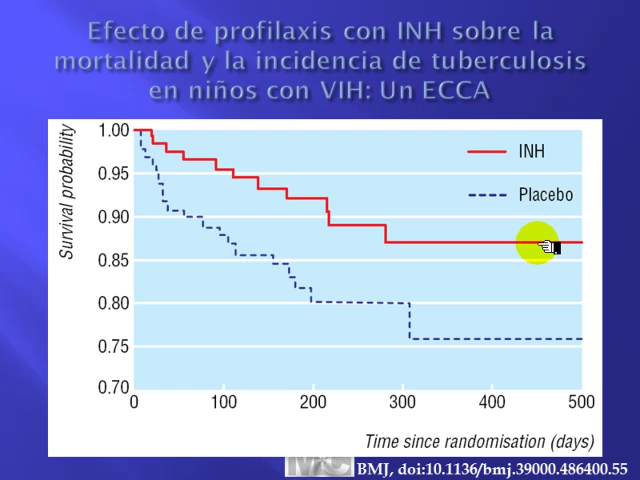 Efecto de profilaxis con INH sobre la
mortalidad y la incidencia de tuberculosis
en niños con VIH: Un ECCA
Survival probability
1.00
0.95
0.90
0.85
0.80
0.75
0.70
INH
Placebo
0 100 200 300 400 500
Time since randomisation (days)
BMJ, doi:10.1136/bmj.39000.486400.55